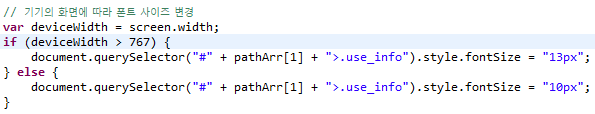 // 기기의 화면에 따라 폰트 사이즈 변경
var deviceWidth = screen.width;
if (deviceWidth > 767) {
    document.querySelector("#" + pathArr[1] + ">.use_info").style.fontSize = "13px";
} else {
    document.querySelector("#" + pathArr[1] + ">.use_info").style.fontSize = "10px";
}